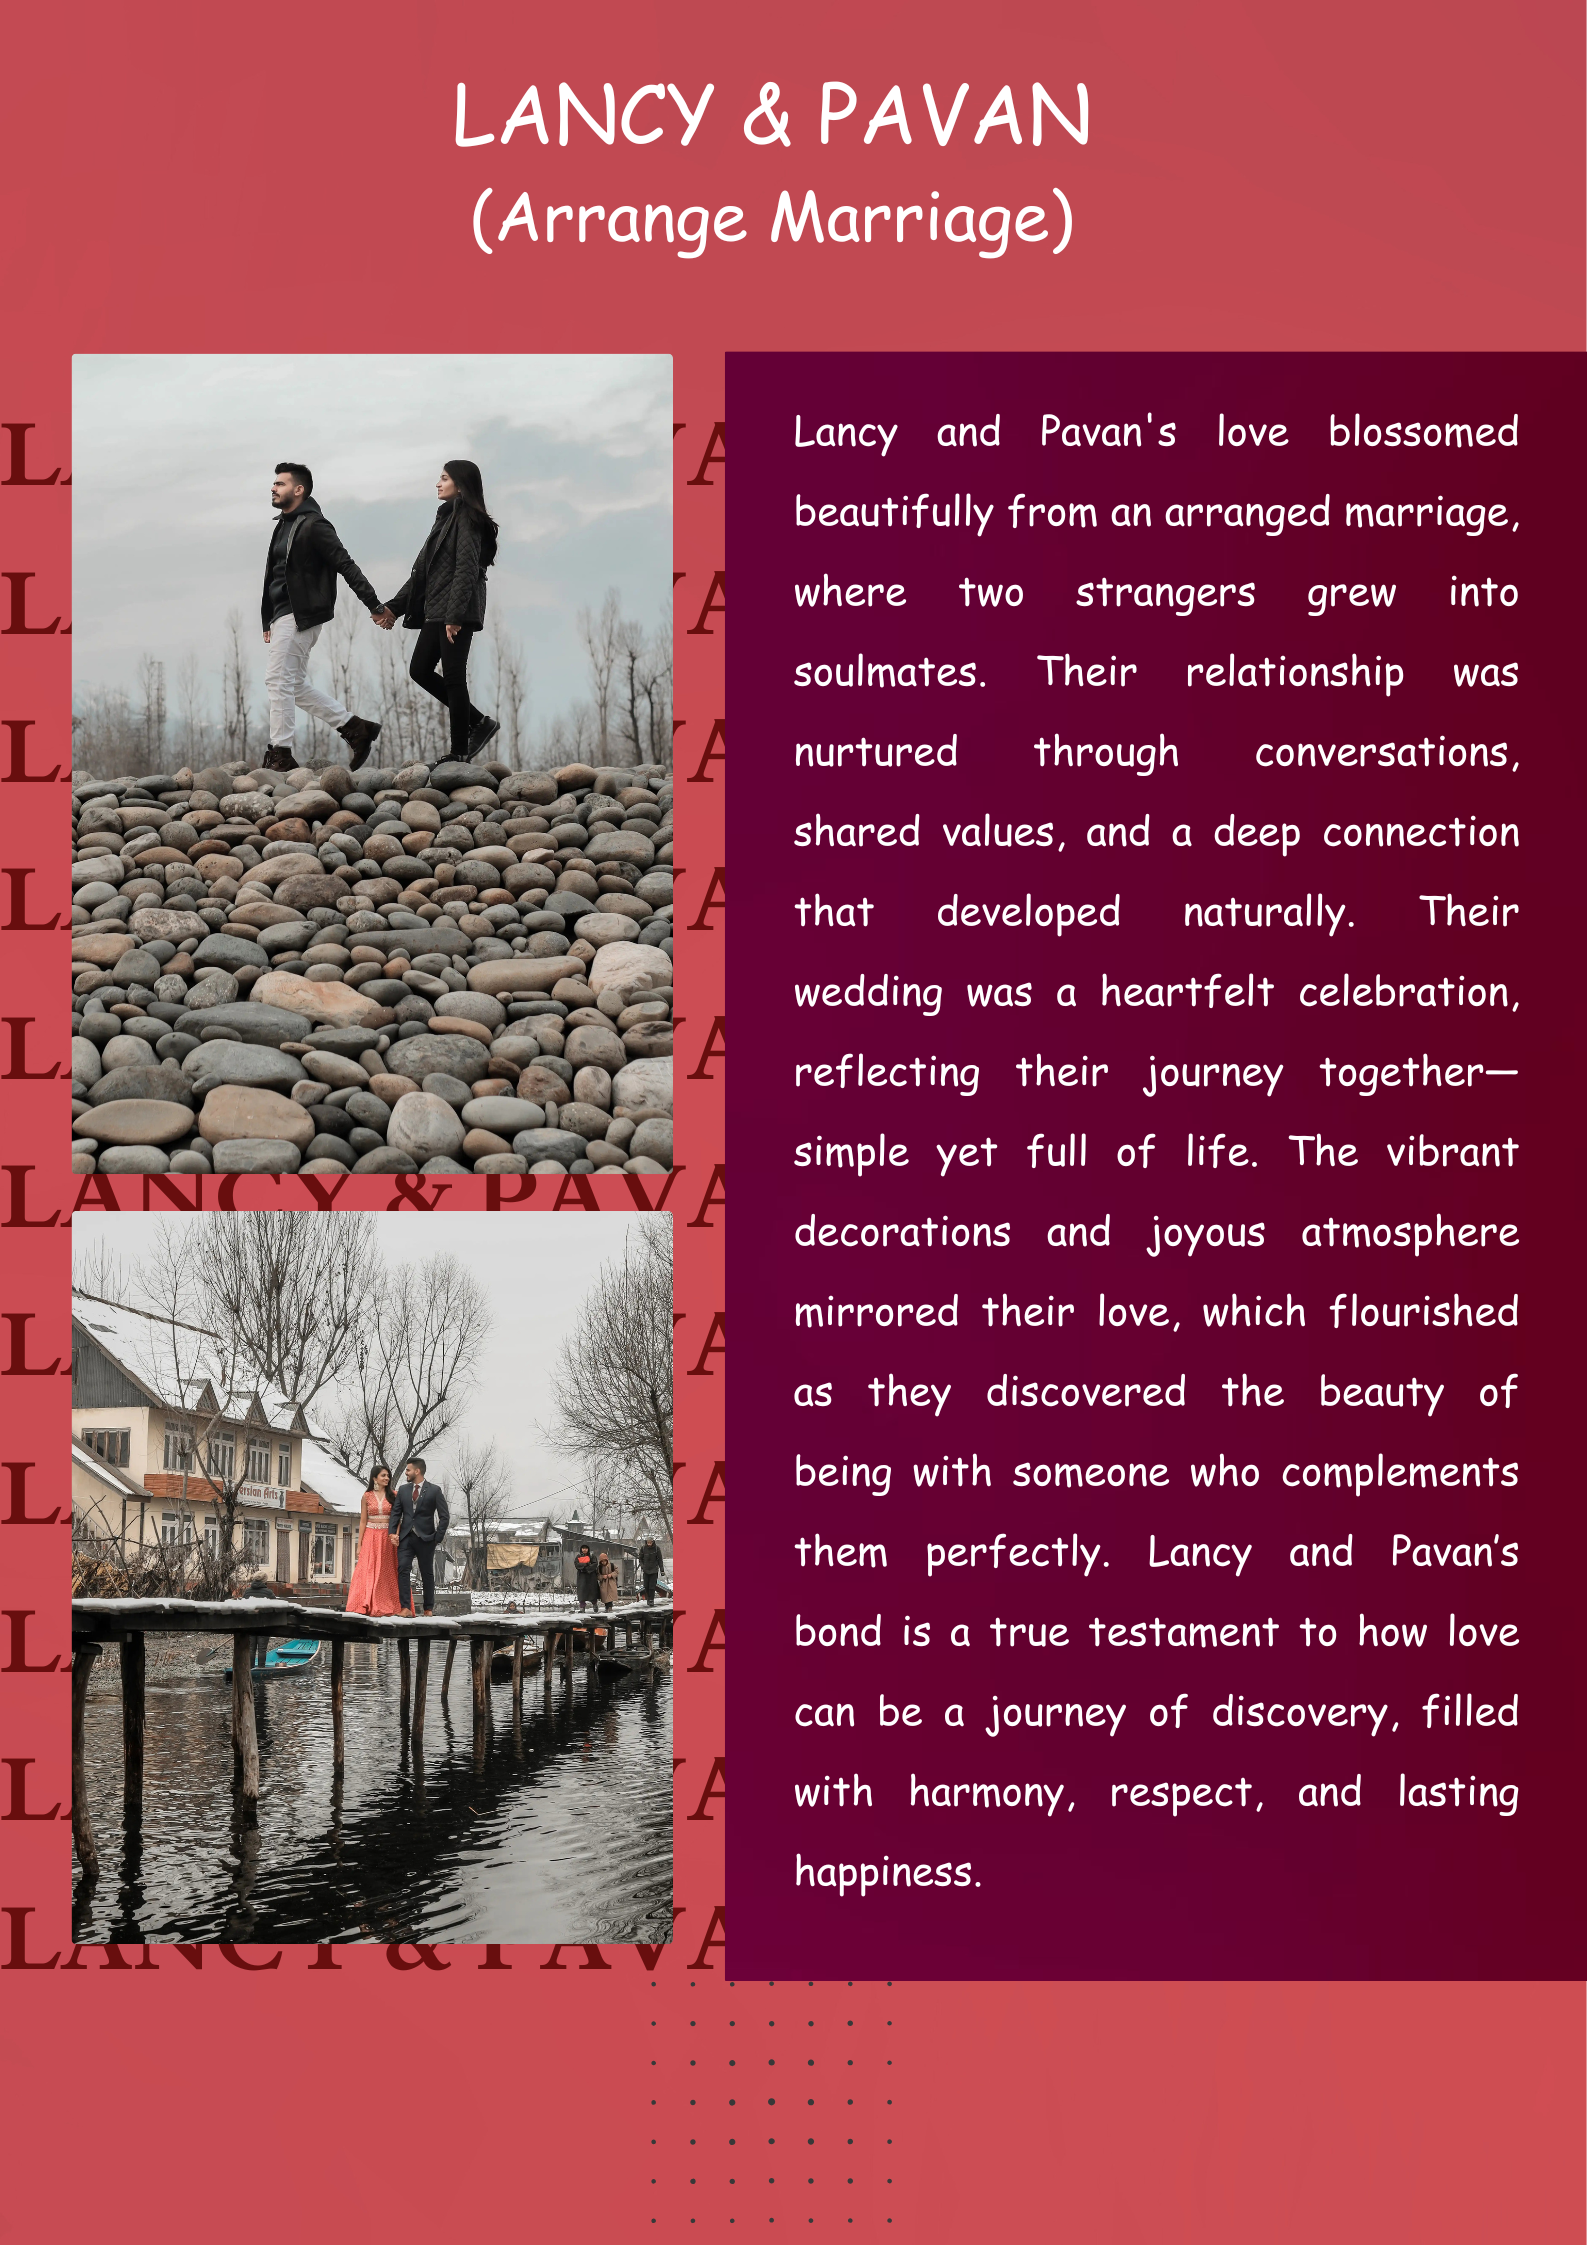 LANCY & PAVAN
(Arrange Marriage)
Lancy and Pavan's love blossomed
beautifully from an arranged marriage,
where two strangers grew into
soulmates. Their relationship was
nurtured through conversations,
shared values, and a deep connection
that developed naturally. Their
wedding was a heartfelt celebration,
reflecting their journey together—
simple yet full of life. The vibrant
decorations and joyous atmosphere
mirrored their love, which flourished
as they discovered the beauty of
being with someone who complements
them perfectly. Lancy and Pavan’s
bond is a true testament to how love
can be a journey of discovery, filled
with harmony, respect, and lasting
happiness.
LANCY & PAVA
LANCY & PAVA
Arts